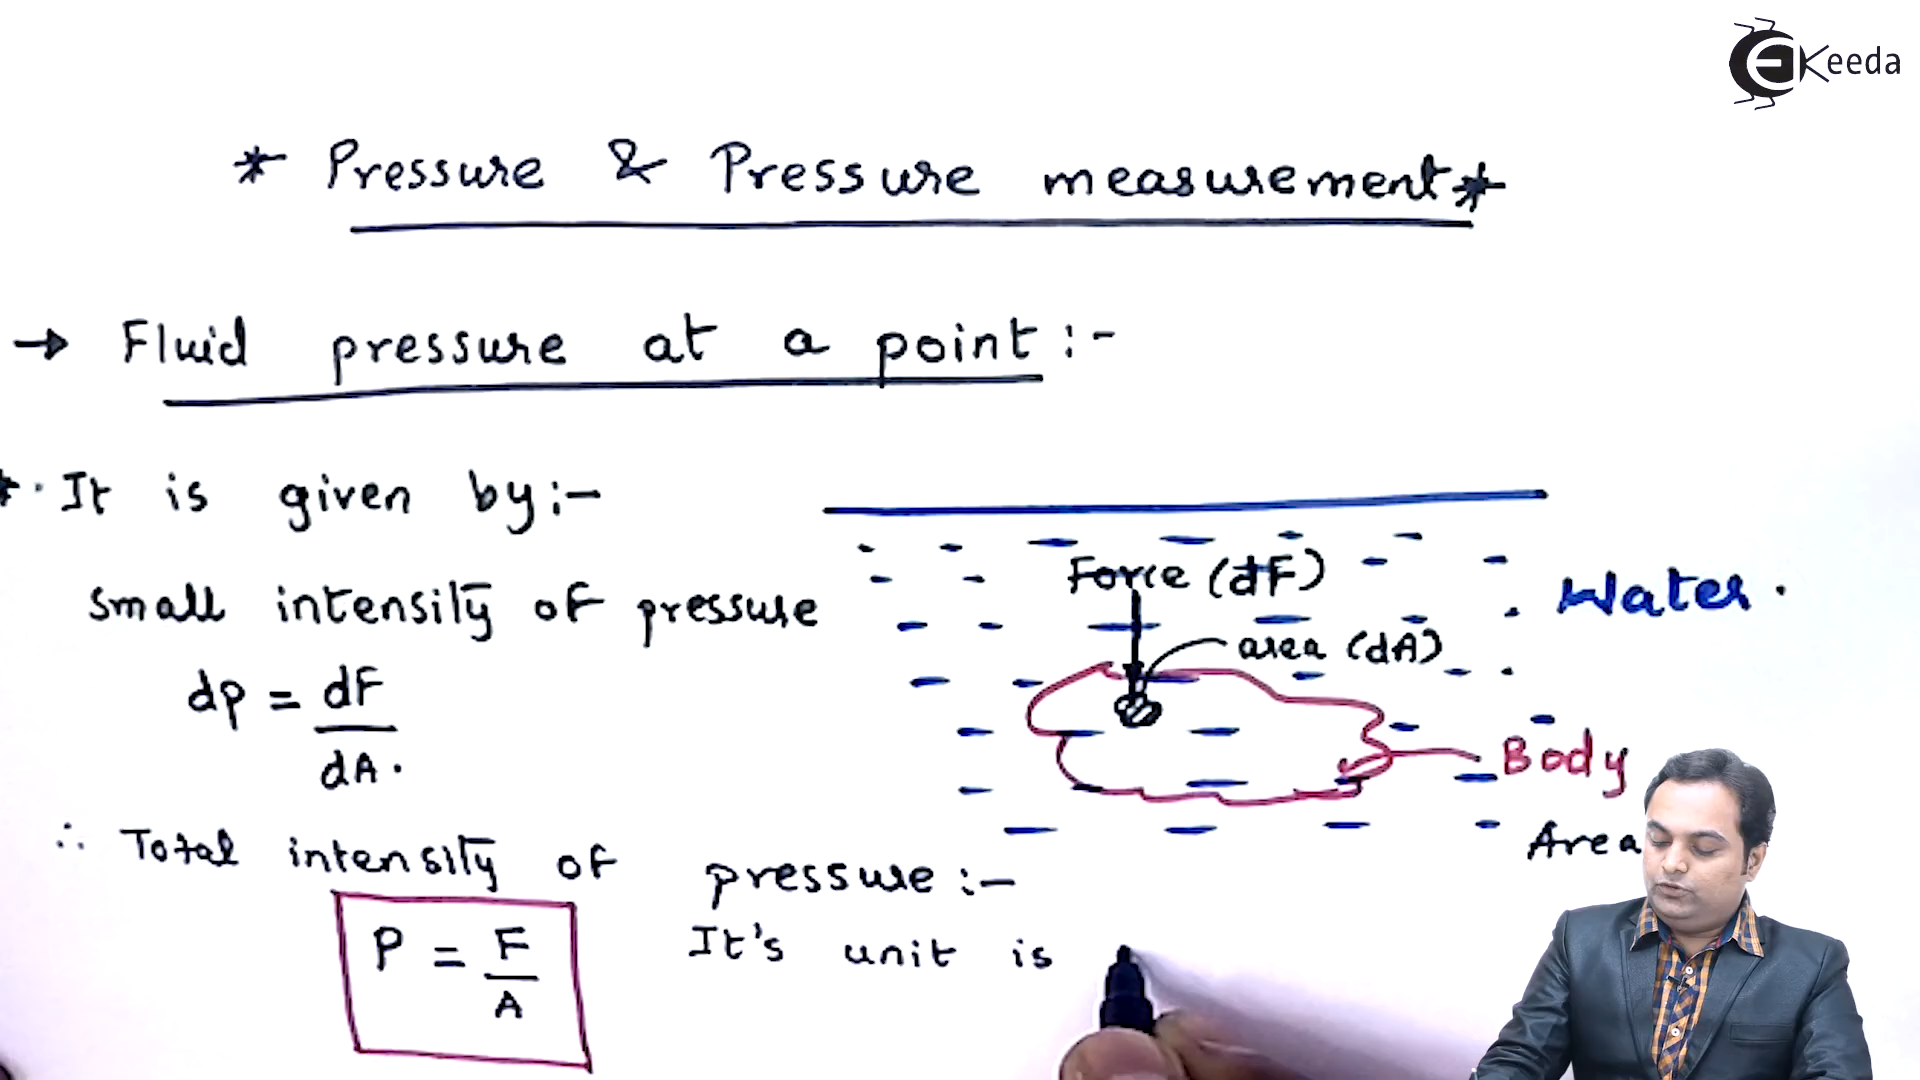 EKeeda
* Pressure & Pressure measurement *
→ Fluid pressure at a point :-
* · It is given by :-
small intensity of pressure
dp = dF
dA .
Force (dF)
area (dA)
Water .
Body
Area
∴ Total intensity of pressure :-
P = F
A
It's unit is